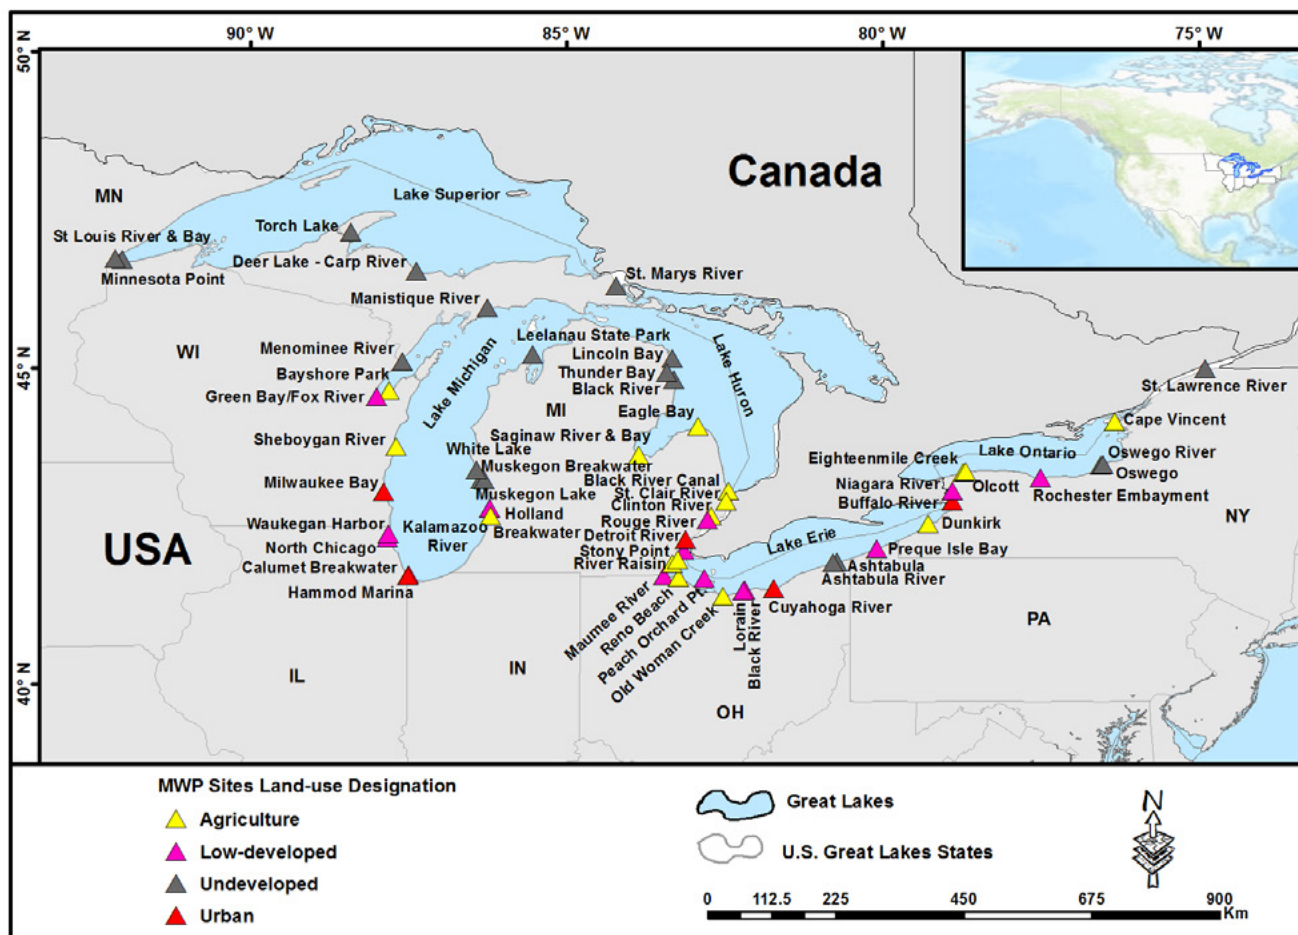 90° W
85° W
80° W
75° W
50° N
45° N
40° N
Canada
USA
MN
Lake Superior
Torch Lake
St Louis River & Bay
Minnesota Point
Deer Lake - Carp River
St. Marys River
Manistique River
WI
Menominee River
Bayshore Park
Green Bay/Fox River
Lake Michigan
Leelanau State Park
Lincoln Bay
Thunder Bay
Black River
Lake Huron
MI
Eagle Bay
Saginaw River & Bay
Sheboygan River
White Lake
Muskegon Breakwater
Milwaukee Bay
Muskegon Lake
Black River Canal
St. Clair River
Clinton River
Waukegan Harbor
Kalamazoo
River
Holland
Breakwater
Rouge River
North Chicago
Detroit River
Calumet Breakwater
Stony Point
Hammod Marina
River Raisin
Maumee River
Reno Beach
Peach Orchard Pt.
Old Woman Creek
Lorain
Black River
Lake Erie
Cuyahoga River
Ashtabula
Ashtabula River
Preque Isle Bay
Dunkirk
Buffalo River
Niagara River
Eighteenmile Creek
Olcott
Lake Ontario
Rochester Embayment
Oswego River
Oswego
Cape Vincent
St. Lawrence River
NY
PA
OH
IN
IL
MWP Sites Land-use Designation
Agriculture
Low-developed
Undeveloped
Urban
Great Lakes
U.S. Great Lakes States
N
0 112.5 225 450 675 900
Km